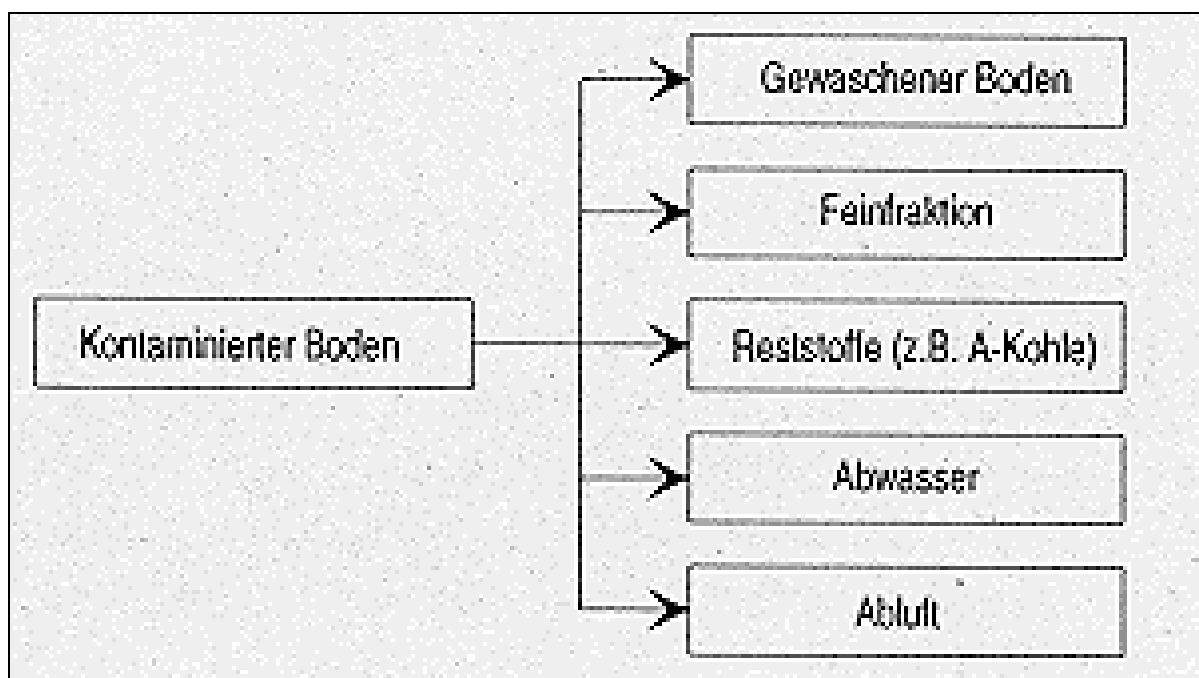 Gewaschener Boden
Feinfraktion
Kontaminierter Boden
Reststoffe (z.B. A-Kohle)
Abwasser
Abluft